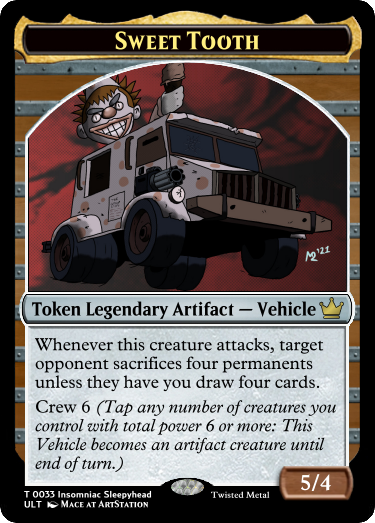 Sweet Tooth
MZ '21
Token Legendary Artifact — Vehicle
Whenever this creature attacks, target
opponent sacrifices four permanents
unless they have you draw four cards.
Crew 6 (Tap any number of creatures you
control with total power 6 or more: This
Vehicle becomes an artifact creature until
end of turn.)
5/4
T 0033 Insomniac Sleepyhead
ULT Mace at ArtStation
Twisted Metal